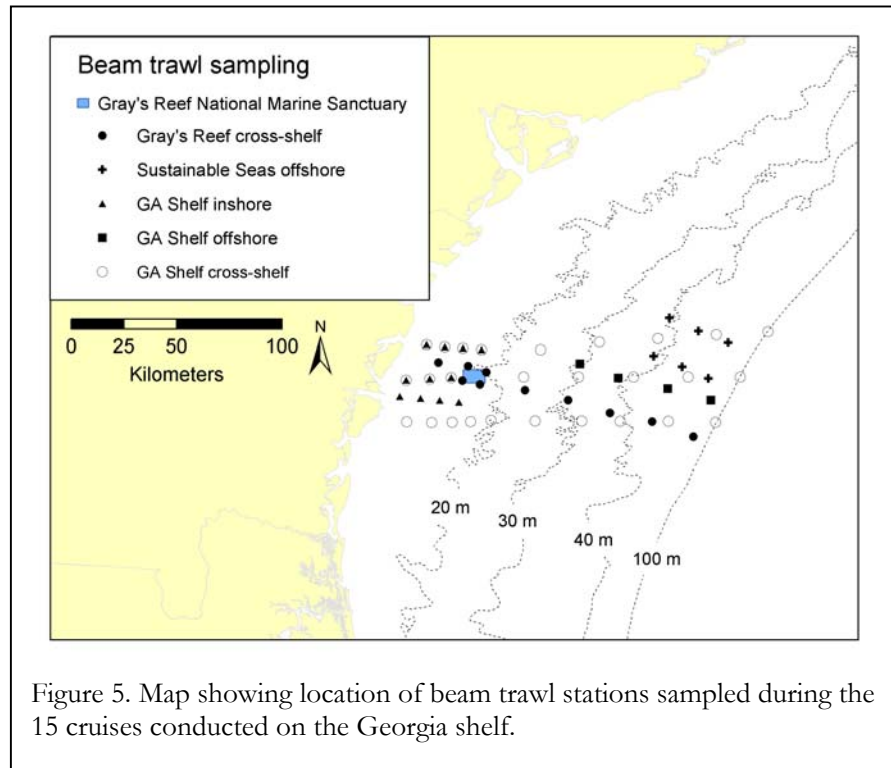 Beam trawl sampling
Gray's Reef National Marine Sanctuary
Gray's Reef cross-shelf
Sustainable Seas offshore
GA Shelf inshore
GA Shelf offshore
GA Shelf cross-shelf
0 25 50 100
Kilometers
N
20 m
30 m
40 m
100 m
Figure 5. Map showing location of beam trawl stations sampled during the
15 cruises conducted on the Georgia shelf.